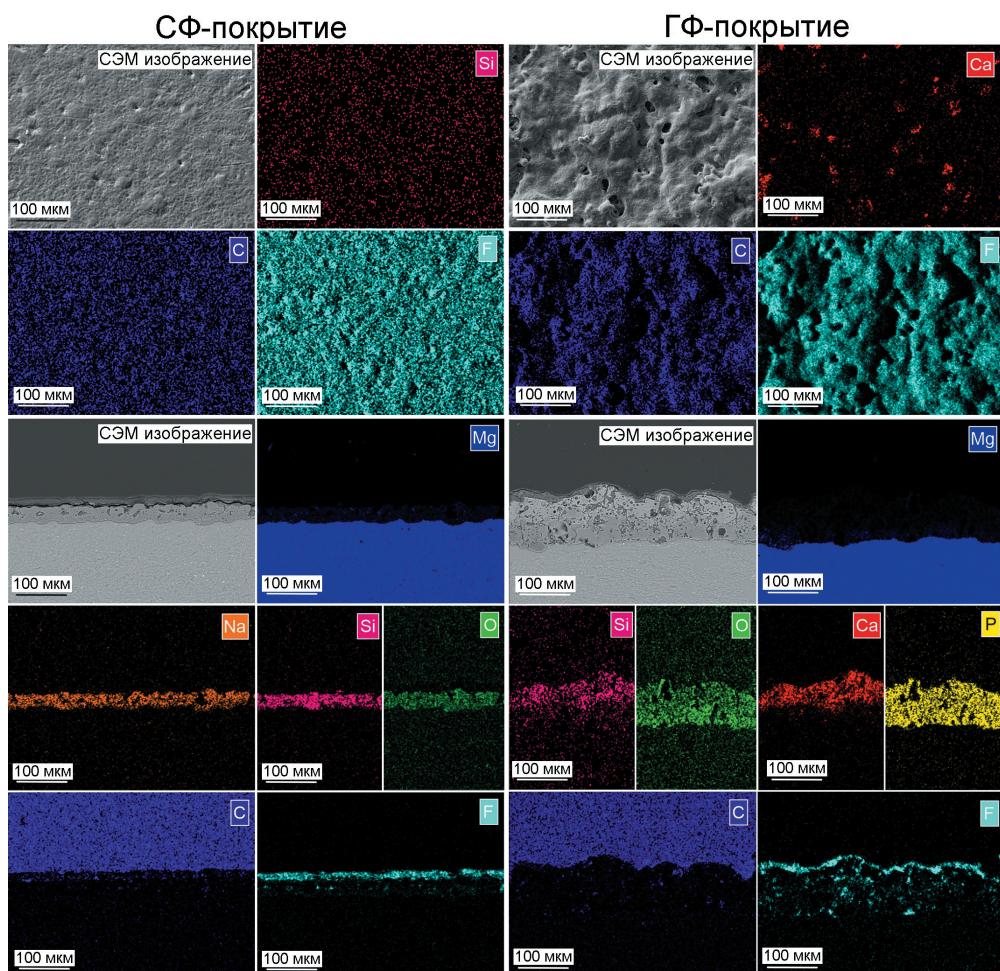 СФ-покрытие ГФ-покрытие
СЭМ изображение Si СЭМ изображение Ca
100 мкм 100 мкм 100 мкм 100 мкм
C F C F
100 мкм 100 мкм 100 мкм 100 мкм
СЭМ изображение Mg СЭМ изображение Mg
100 мкм 100 мкм 100 мкм 100 мкм
Na Si O Si O Ca P
100 мкм 100 мкм 100 мкм 100 мкм
C F C F
100 мкм 100 мкм 100 мкм 100 мкм